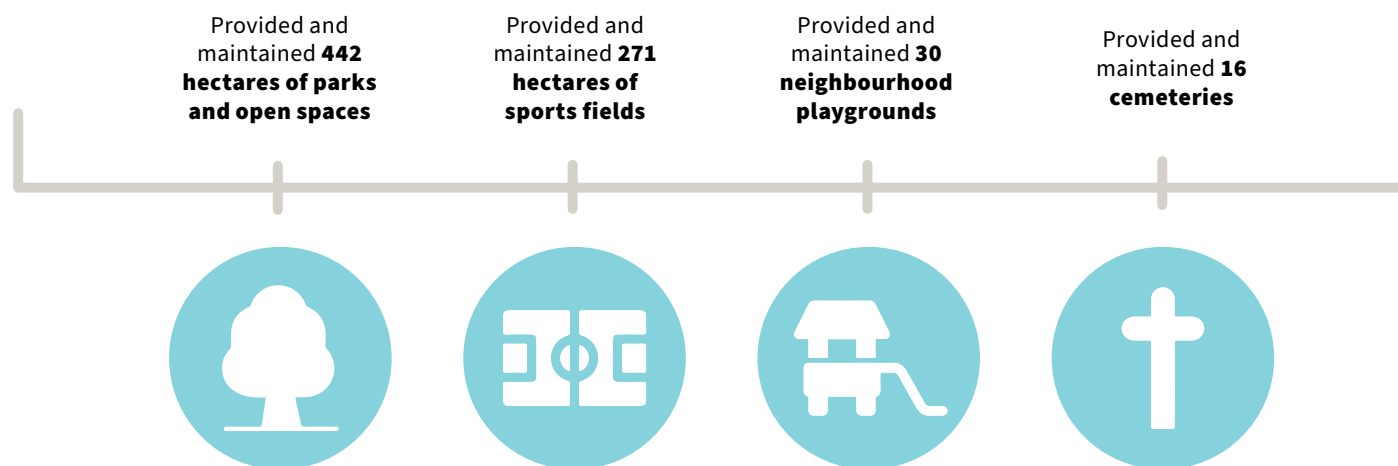 Provided and
maintained 442
hectares of parks
and open spaces
Provided and
maintained 271
hectares of
sports fields
Provided and
maintained 30
neighbourhood
playgrounds
Provided and
maintained 16
cemeteries